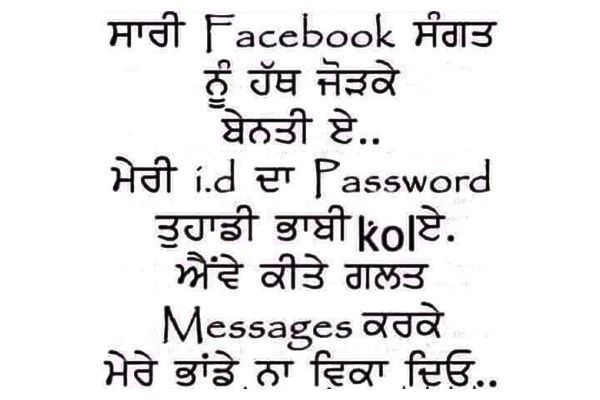 ਸਾਰੀ Facebook ਸੰਗਤ
ਨੂੰ ਹੱਥ ਜੋੜਕੇ
ਬੇਨਤੀ ਏ..
ਮੇਰੀ i.d ਦਾ Password
ਤੁਹਾਡੀ ਭਾਬੀ kolਏ.
ਐਂਵੇ ਕੀਤੇ ਗਲਤ
Messages ਕਰਕੇ
ਮੇਰੇ ਭਾਂਡੇ ਨਾ ਵਿਕਾ ਦਿਓ..